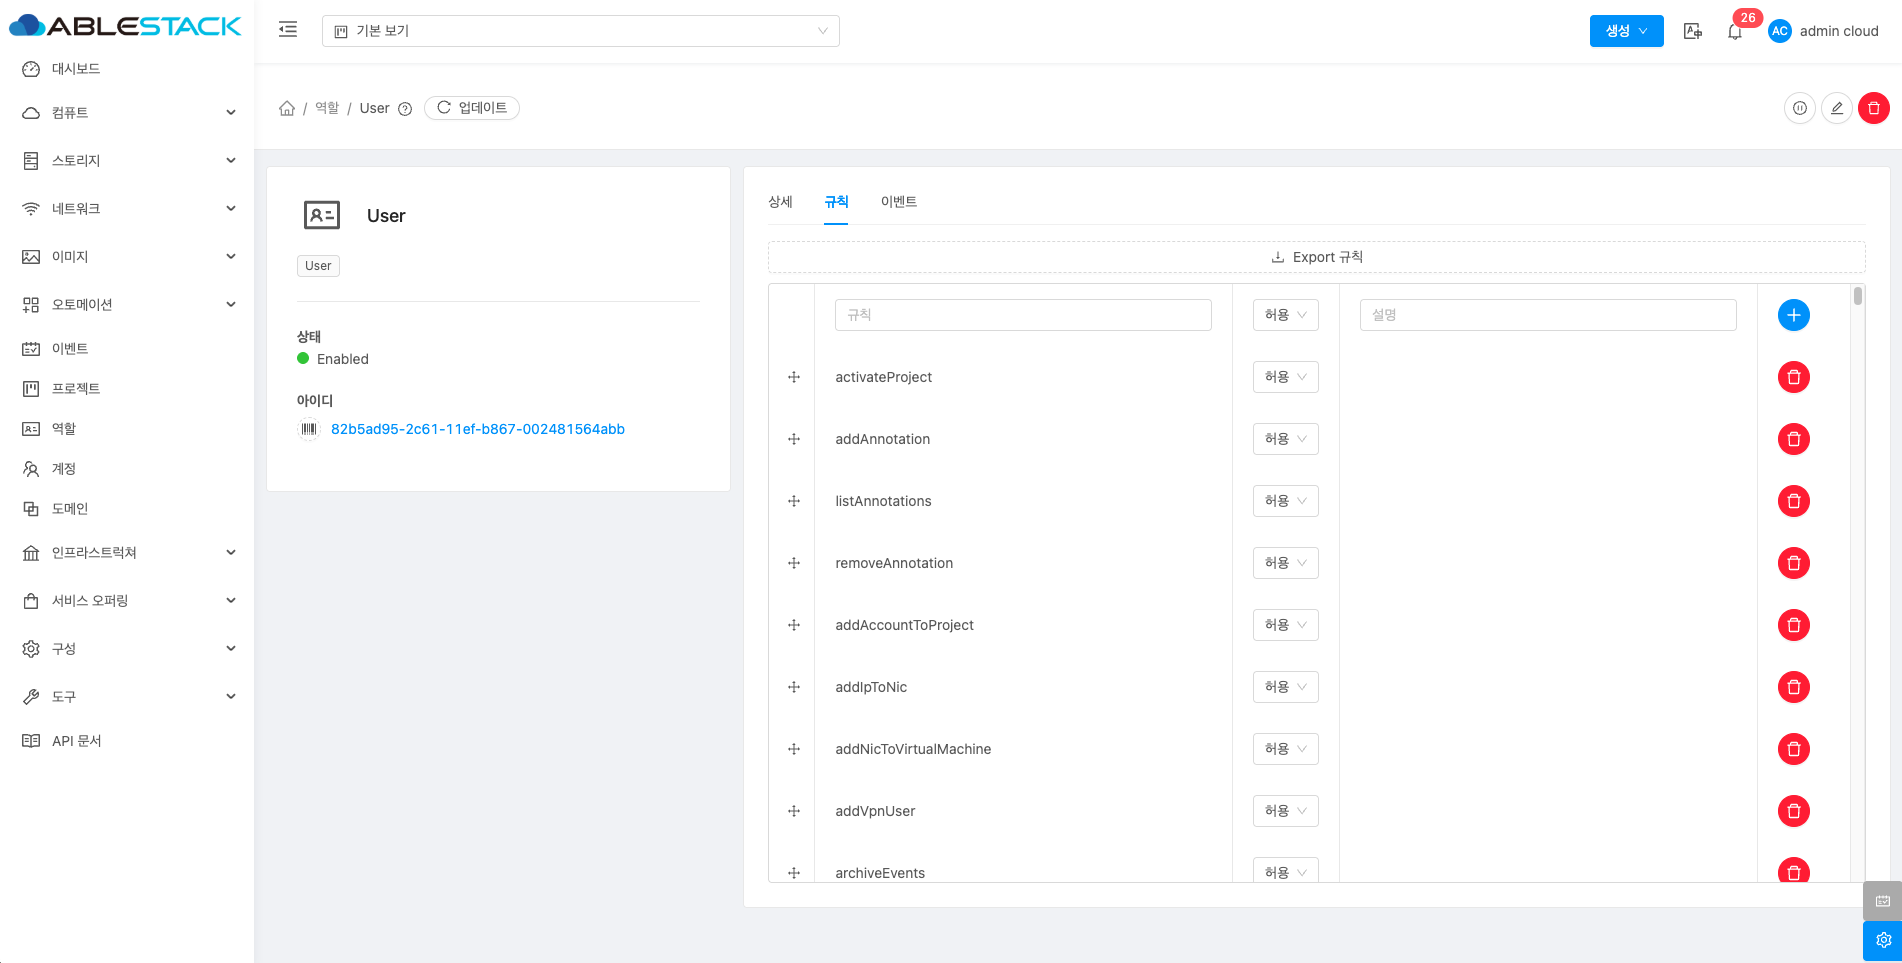 ABLESTACK
기본 보기
생성
26
AC
admin cloud
대시보드
컴퓨트
스토리지
네트워크
이미지
오토메이션
이벤트
프로젝트
역할
계정
도메인
인프라스트럭쳐
서비스 오퍼링
구성
도구
API 문서
/ 역할 / User
업데이트
User
User
상태
Enabled
아이디
82b5ad95-2c61-11ef-b867-002481564abb
상세
규칙
이벤트
Export 규칙
규칙
허용
설명
activateProject
허용
addAnnotation
허용
listAnnotations
허용
removeAnnotation
허용
addAccountToProject
허용
addIpToNic
허용
addNicToVirtualMachine
허용
addVpnUser
허용
archiveEvents
허용